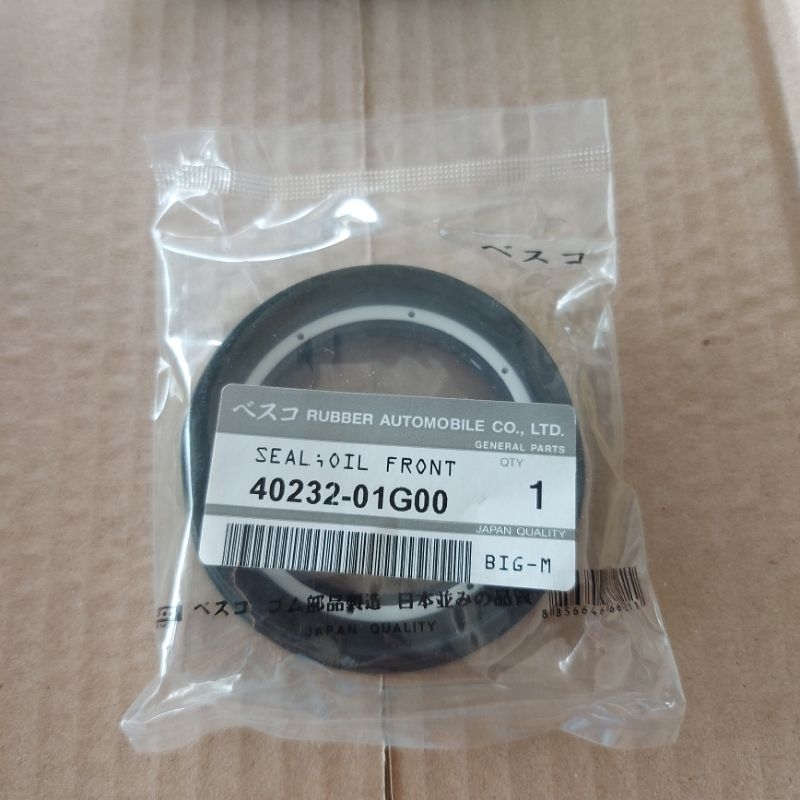 ベスコ
ベスコ RUBBER AUTOMOBILE CO., LTD.
GENERAL PARTS
SEAL;OIL FRONT
QTY
40232-01G00
1
JAPAN QUALITY
BIG-M
ベスコ ゴム部品製造 日本並みの品質
JAPAN QUALITY